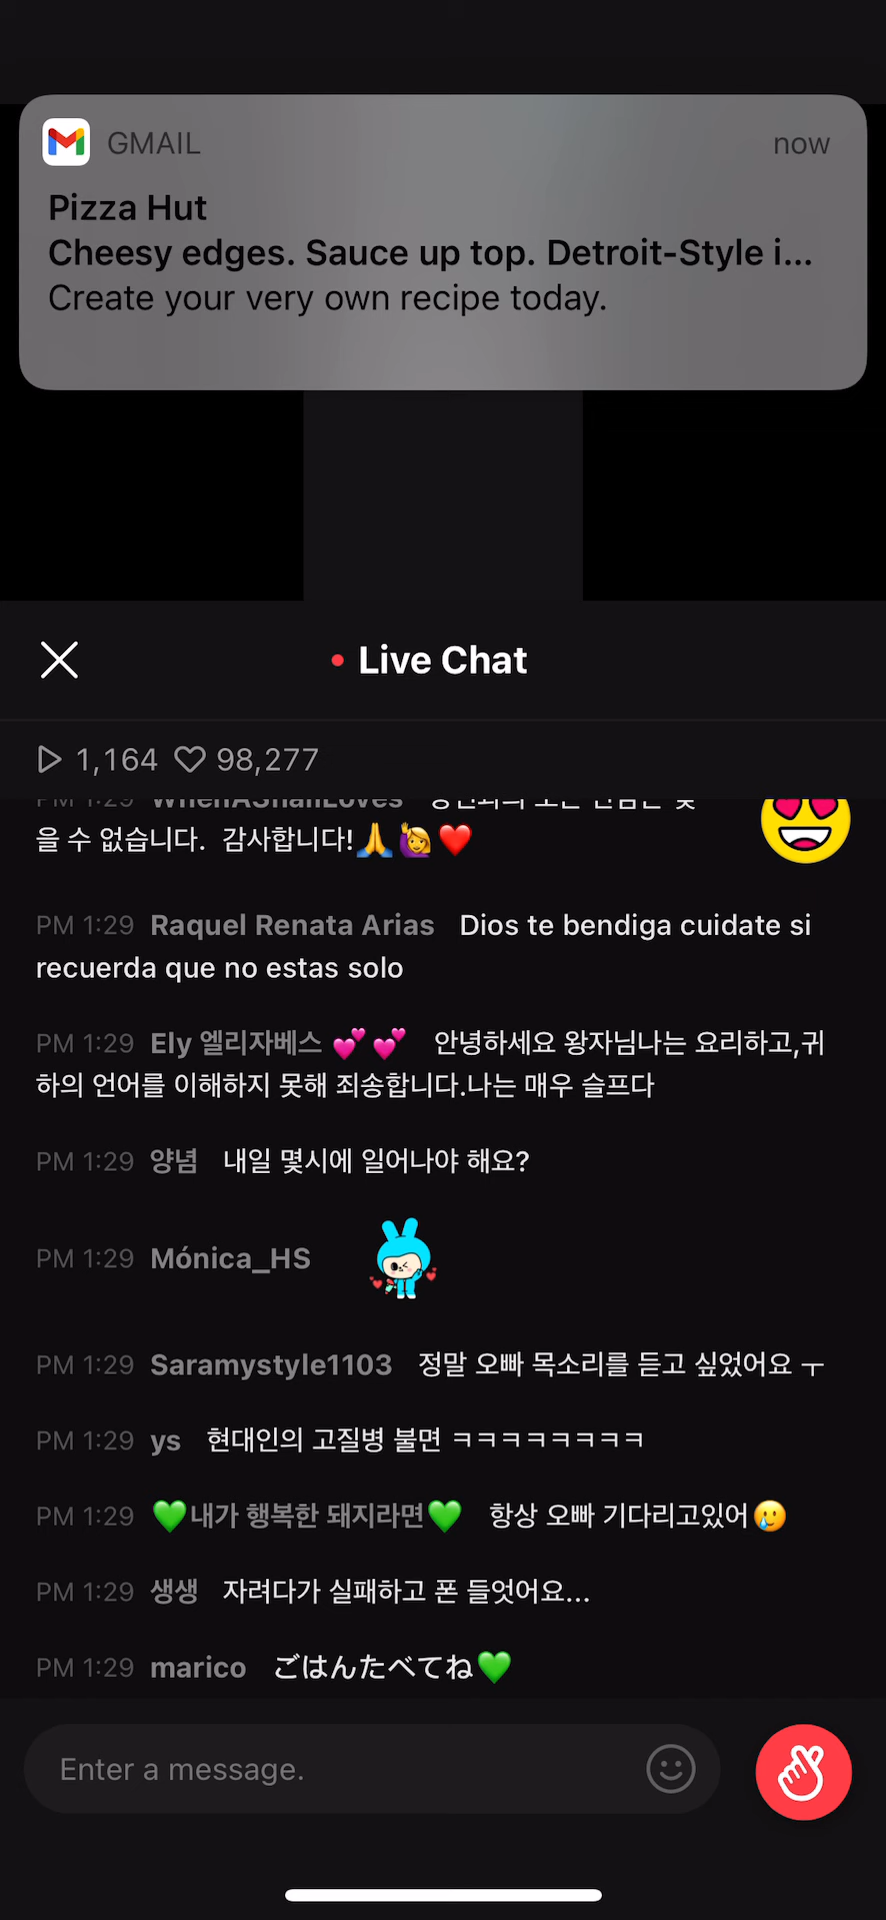 GMAIL now
Pizza Hut
Cheesy edges. Sauce up top. Detroit-Style i...
Create your very own recipe today.
Live Chat
1,164 98,277
PM 1:29 WhenAShallLoves
을 수 없습니다. 감사합니다!🙏🙋‍♀️❤️
PM 1:29 Raquel Renata Arias Dios te bendiga cuidate si
recuerda que no estas solo
PM 1:29 Ely 엘리자베스 💕💕 안녕하세요 왕자님나는 요리하고,귀
하의 언어를 이해하지 못해 죄송합니다.나는 매우 슬프다
PM 1:29 양념 내일 몇시에 일어나야 해요?
PM 1:29 Mónica_HS
PM 1:29 Saramystyle1103 정말 오빠 목소리를 듣고 싶었어요 ㅜ
PM 1:29 ys 현대인의 고질병 불면 ㅋㅋㅋㅋㅋㅋㅋㅋ
PM 1:29 💚내가 행복한 돼지라면💚 항상 오빠 기다리고있어🥲
PM 1:29 생생 자려다가 실패하고 폰 들엇어요...
PM 1:29 marico ごはんたべてね💚
Enter a message.